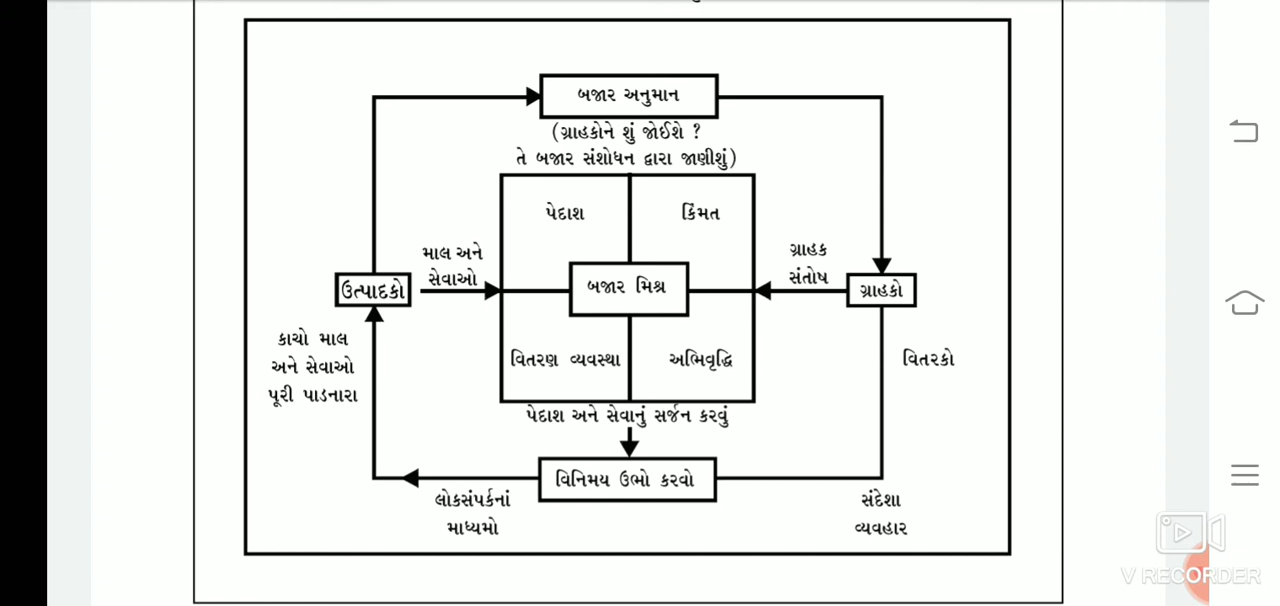 બજાર અનુમાન
(ગ્રાહકોને શું જોઈશે ?
તે બજાર સંશોધન દ્વારા જાણીશું)
પેદાશ
કિંમત
માલ અને
સેવાઓ
ગ્રાહક
સંતોષ
ઉત્પાદકો
બજાર મિશ્ર
ગ્રાહકો
કાચો માલ
અને સેવાઓ
પૂરી પાડનારા
વિતરણ વ્યવસ્થા
અભિવૃદ્ધિ
વિતરકો
પેદાશ અને સેવાનું સર્જન કરવું
વિનિમય ઉભો કરવો
લોકસંપર્કનાં
માધ્યમો
સંદેશા
વ્યવહાર
V RECORDER